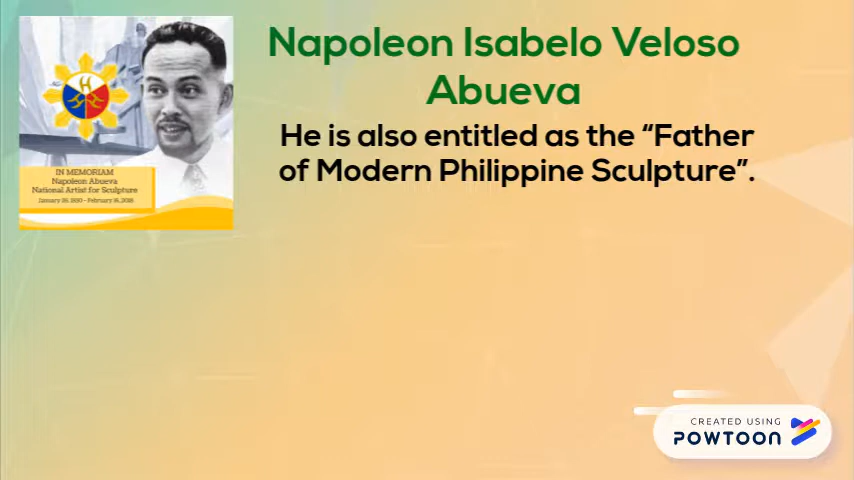 Napoleon Isabelo Veloso
Abueva
He is also entitled as the “Father
of Modern Philippine Sculpture”.
IN MEMORIAM
Napoleon Abueva
National Artist for Sculpture
CREATED USING
POWTOON